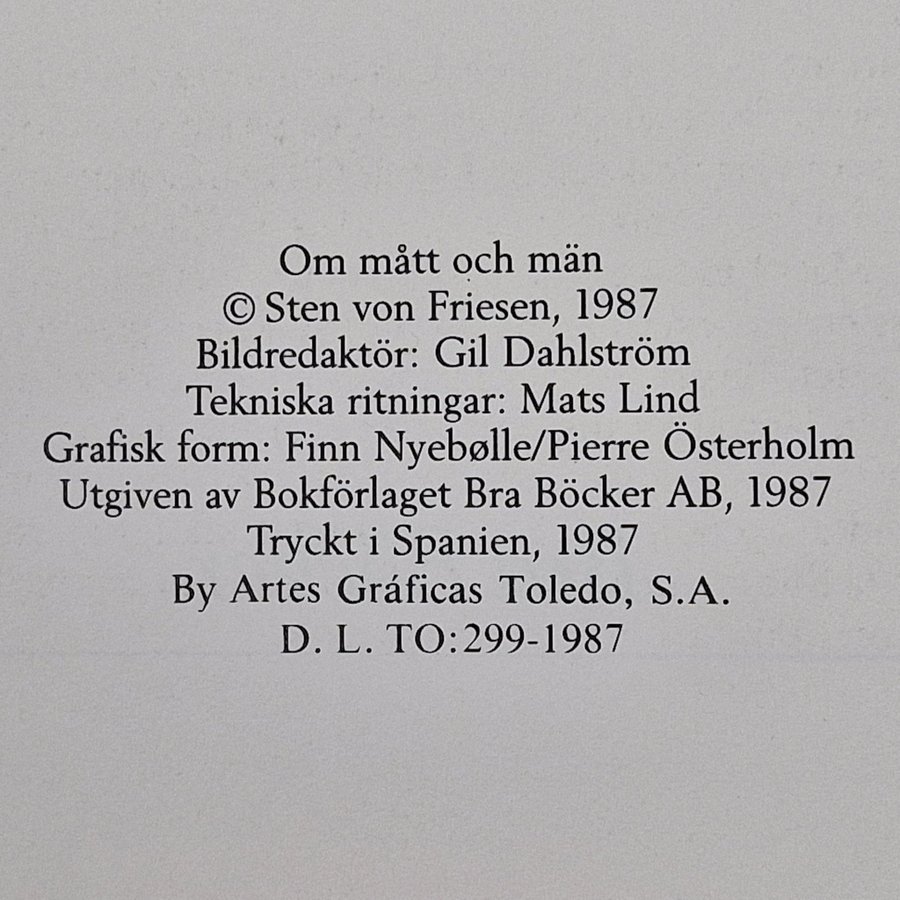 Om mått och män
© Sten von Friesen, 1987
Bildredaktör: Gil Dahlström
Tekniska ritningar: Mats Lind
Grafisk form: Finn Nyebølle/Pierre Österholm
Utgiven av Bokförlaget Bra Böcker AB, 1987
Tryckt i Spanien, 1987
By Artes Gráficas Toledo, S.A.
D. L. TO:299-1987